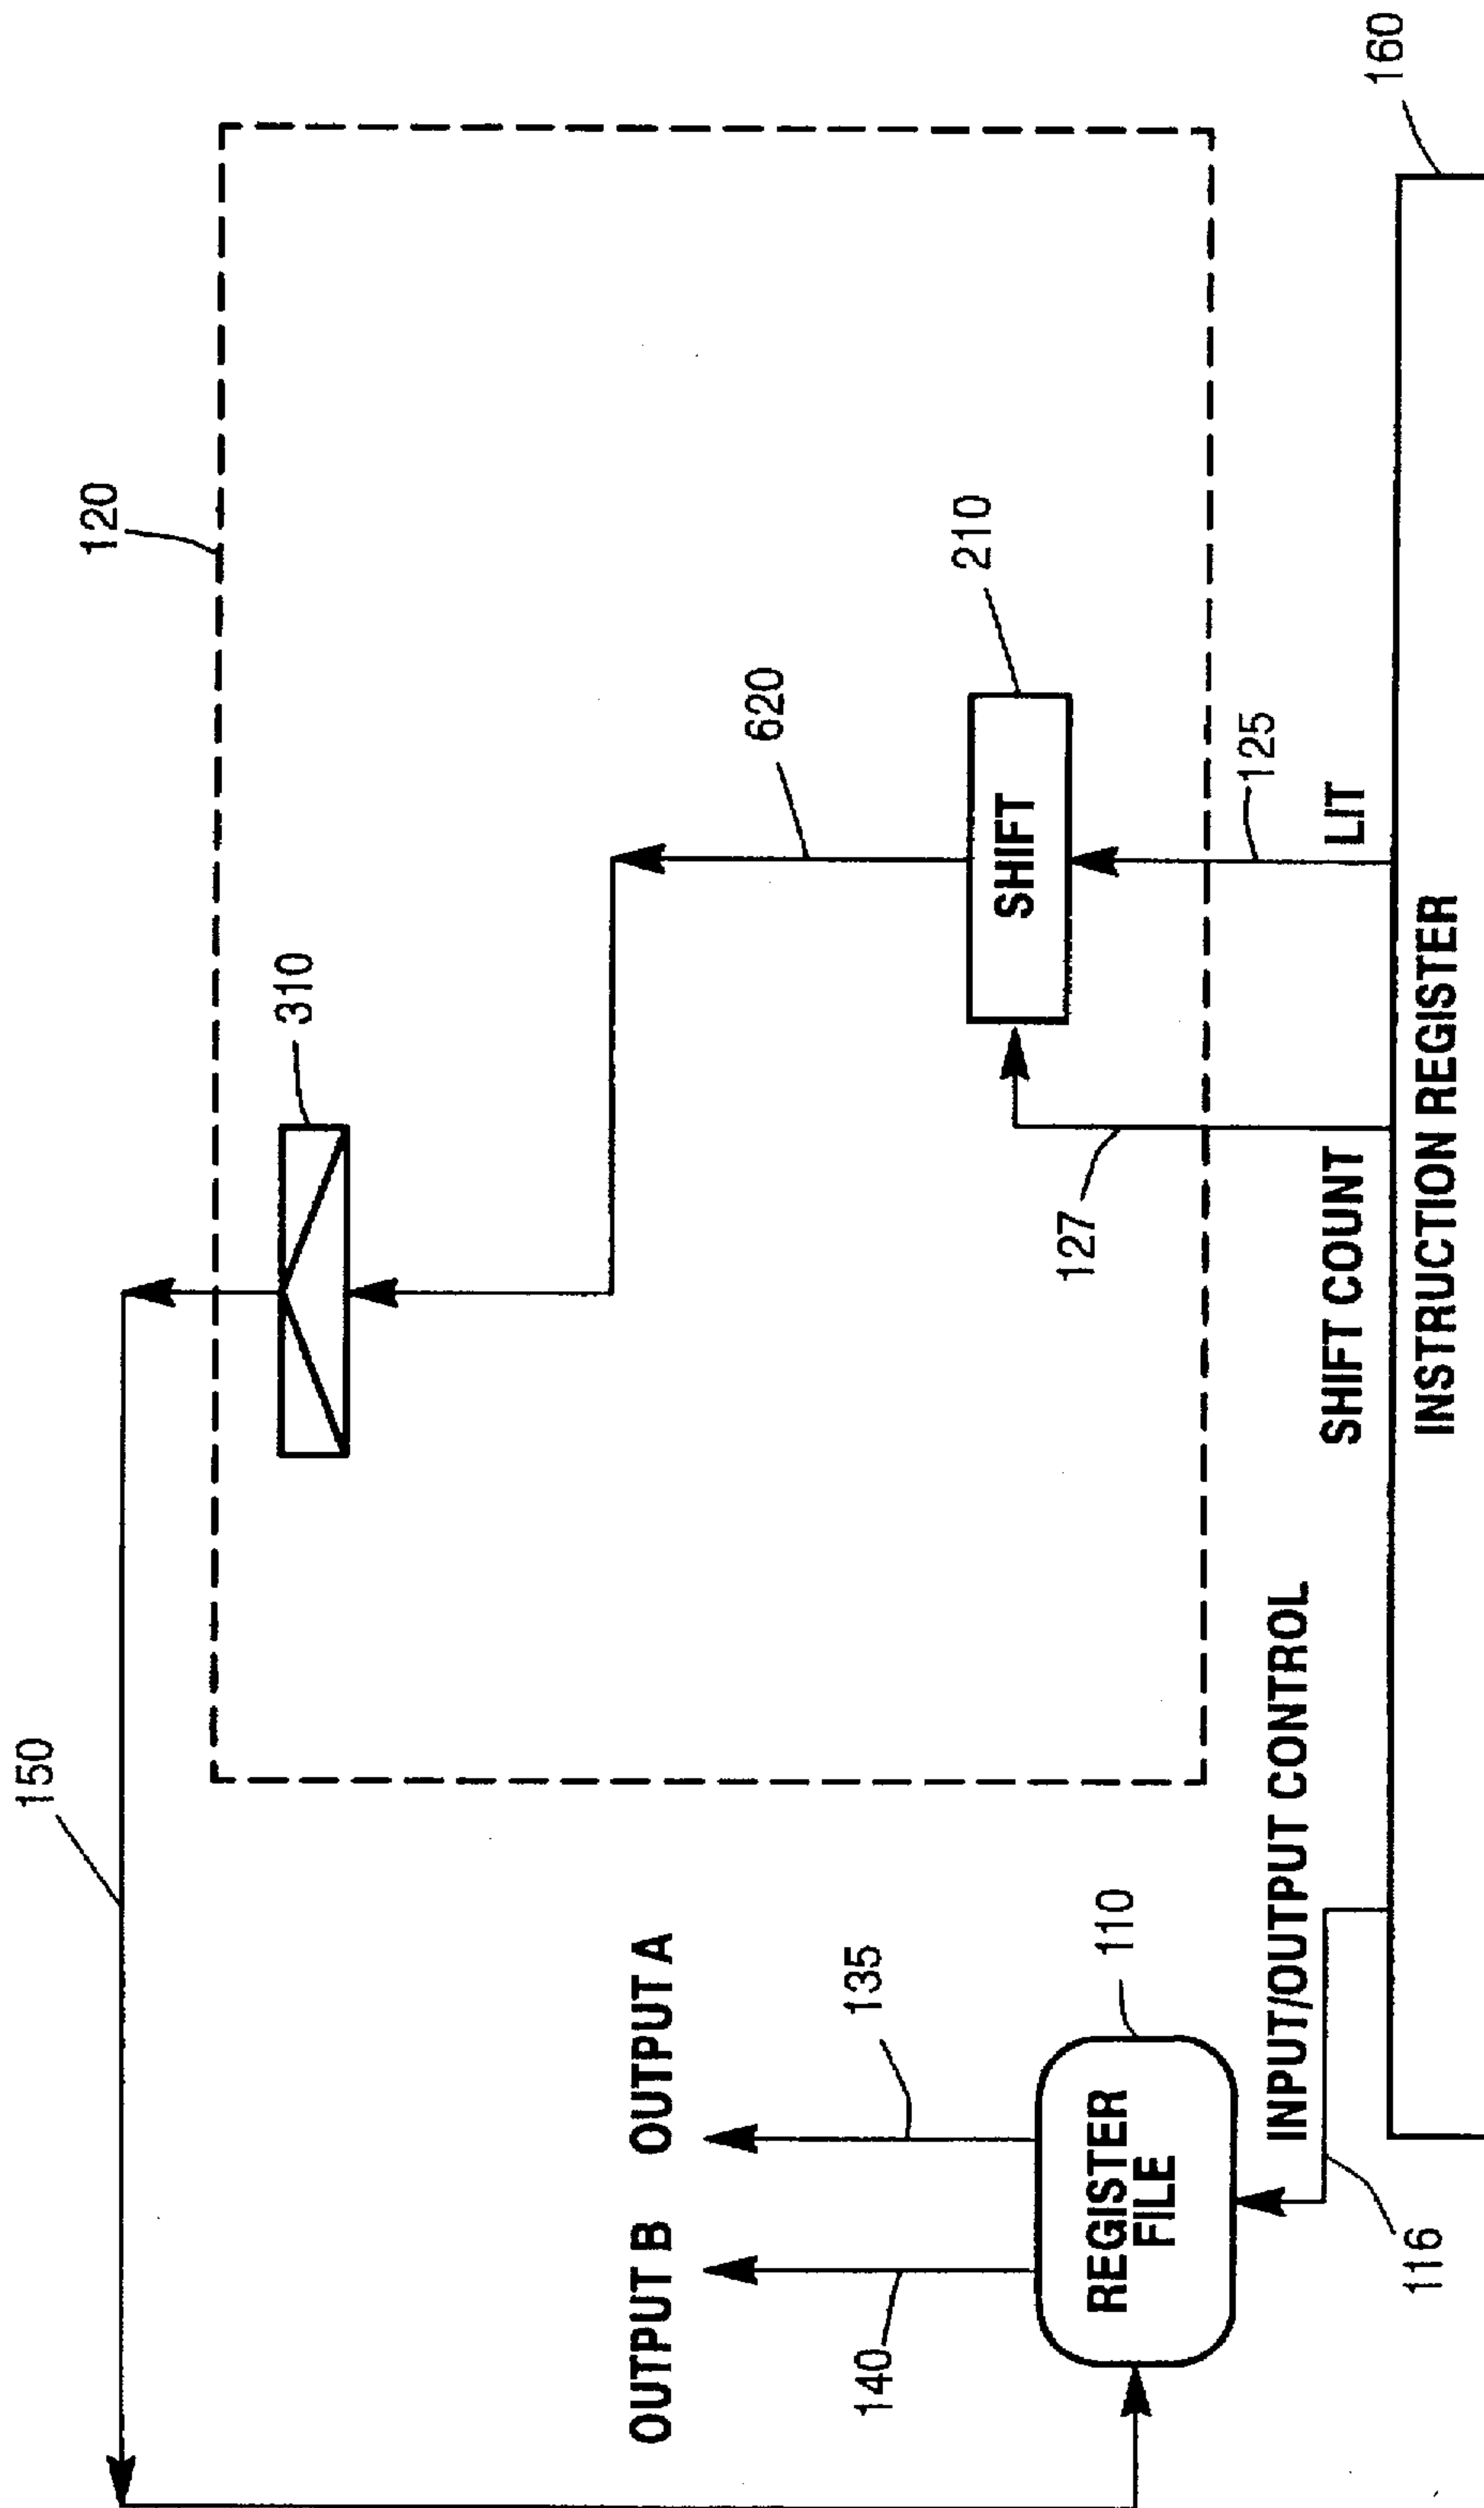 150
120
310
620
OUTPUT B
OUTPUT A
140
135
210
SHIFT
REGISTER
FILE
110
127
125
INPUT/OUTPUT CONTROL
SHIFT COUNT
LIT
116
INSTRUCTION REGISTER
160